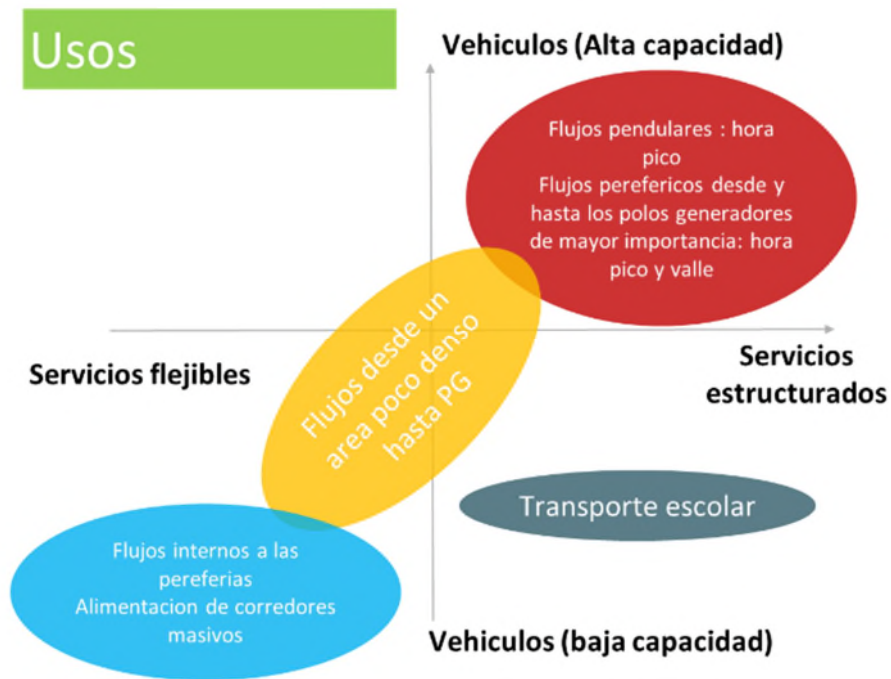 Usos
Vehiculos (Alta capacidad)
Flujos pendulares : hora
pico
Flujos perefericos desde y
hasta los polos generadores
de mayor importancia: hora
pico y valle
Flujos desde un
area poco denso
hasta PG
Servicios flejibles
Servicios
estructurados
Transporte escolar
Flujos internos a las
pereferias
Alimentacion de corredores
masivos
Vehiculos (baja capacidad)